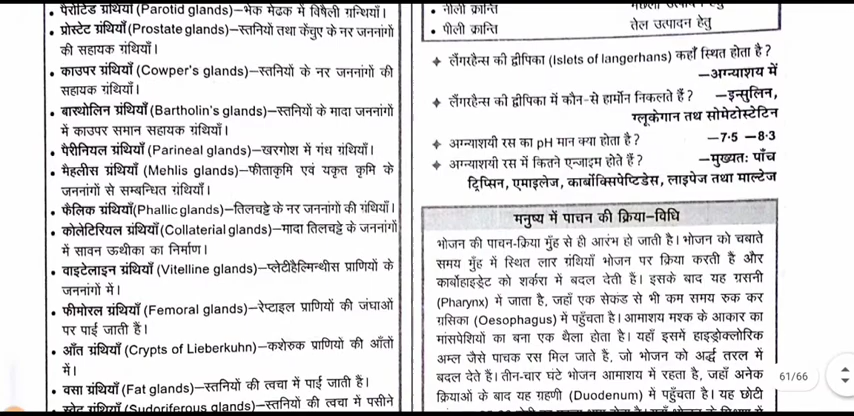 • पैरोटिड ग्रंथियाँ (Parotid glands)—भेक मेढक में विषैली ग्रन्थियाँ।
• प्रोस्टेट ग्रंथियाँ (Prostate glands)—स्तनियों तथा केंचुए के नर जननांगो
की सहायक ग्रंथियाँ।
• काउपर ग्रंथियाँ (Cowper's glands)—स्तनियों के नर जननांगों की
सहायक ग्रंथियाँ।
• बारथोलिन ग्रंथियाँ (Bartholin's glands)—स्तनियों के मादा जननांगों
में काउपर समान सहायक ग्रंथियाँ।
• पैरीनियल ग्रंथियाँ (Parineal glands)—खरगोश में गंध ग्रंथियाँ।
• मैहलीस ग्रंथियाँ (Mehlis glands)—फीताकृमि एवं यकृत कृमि के
जननांगों से सम्बन्धित ग्रंथियाँ।
• फैलिक ग्रंथियाँ (Phallic glands)—तिलचट्टे के नर जननांगों की ग्रंथियाँ।
• कोलेटिरियल ग्रंथियाँ (Collaterial glands)—मादा तिलचट्टे के जननांगों
में सावन ऊथीका का निर्माण।
• वाइटेलाइन ग्रंथियाँ (Vitelline glands)—प्लेटीहैल्मिन्थीस प्राणियों के
जननांगों में।
• फीमोरल ग्रंथियाँ (Femoral glands)—रेप्टाइल प्राणियों की जंघाओं
पर पाई जाती हैं।
• आँत ग्रंथियाँ (Crypts of Lieberkuhn)—कशेरुक प्राणियों की आँतों
में।
• वसा ग्रंथियाँ (Fat glands)—स्तनियों की त्वचा में पाई जाती हैं।
• स्वेद ग्रंथियाँ (Sudoriferous glands)—स्तनियों की त्वचा में पसीने
• नीली क्रान्ति
• पीली क्रान्ति तेल उत्पादन हेतु
✦ लैंगरहैन्स की द्वीपिका (Islets of langerhans) कहाँ स्थित होता है ?
—अग्न्याशय में
✦ लैंगरहैन्स की द्वीपिका में कौन-से हार्मोन निकलते हैं ? —इन्सुलिन,
ग्लूकेगान तथ सोमेटोस्टेटिन
✦ अग्न्याशयी रस का pH मान क्या होता है ? —7·5 —8·3
✦ अग्न्याशयी रस में कितने एन्जाइम होते हैं ? —मुख्यतः पाँच
ट्रिप्सिन, एमाइलेज, कार्बोक्सिपेप्टिडेस, लाइपेज तथा माल्टेज
मनुष्य में पाचन की क्रिया-विधि
भोजन की पाचन-क्रिया मुँह से ही आरंभ हो जाती है। भोजन को चबाते
समय मुँह में स्थित लार गंथियाँ भोजन पर क्रिया करती हैं और
कार्बोहाइड्रेट को शर्करा में बदल देती हैं। इसके बाद यह ग्रसनी
(Pharynx) में जाता है, जहाँ एक सेकंड से भी कम समय रुक कर
ग्रसिका (Oesophagus) में पहुँचता है। आमाशय मश्क के आकार का
मांसपेशियों का बना एक थैला होता है। यहाँ इसमें हाइड्रोक्लोरिक
अम्ल जैसे पाचक रस मिल जाते हैं, जो भोजन को अर्द्ध तरल में
बदल देते हैं। तीन-चार घंटे भोजन आमाशय में रहता है, जहाँ अनेक
क्रियाओं के बाद यह ग्रहणी (Duodenum) में पहुँचता है। यह छोटी
61/66